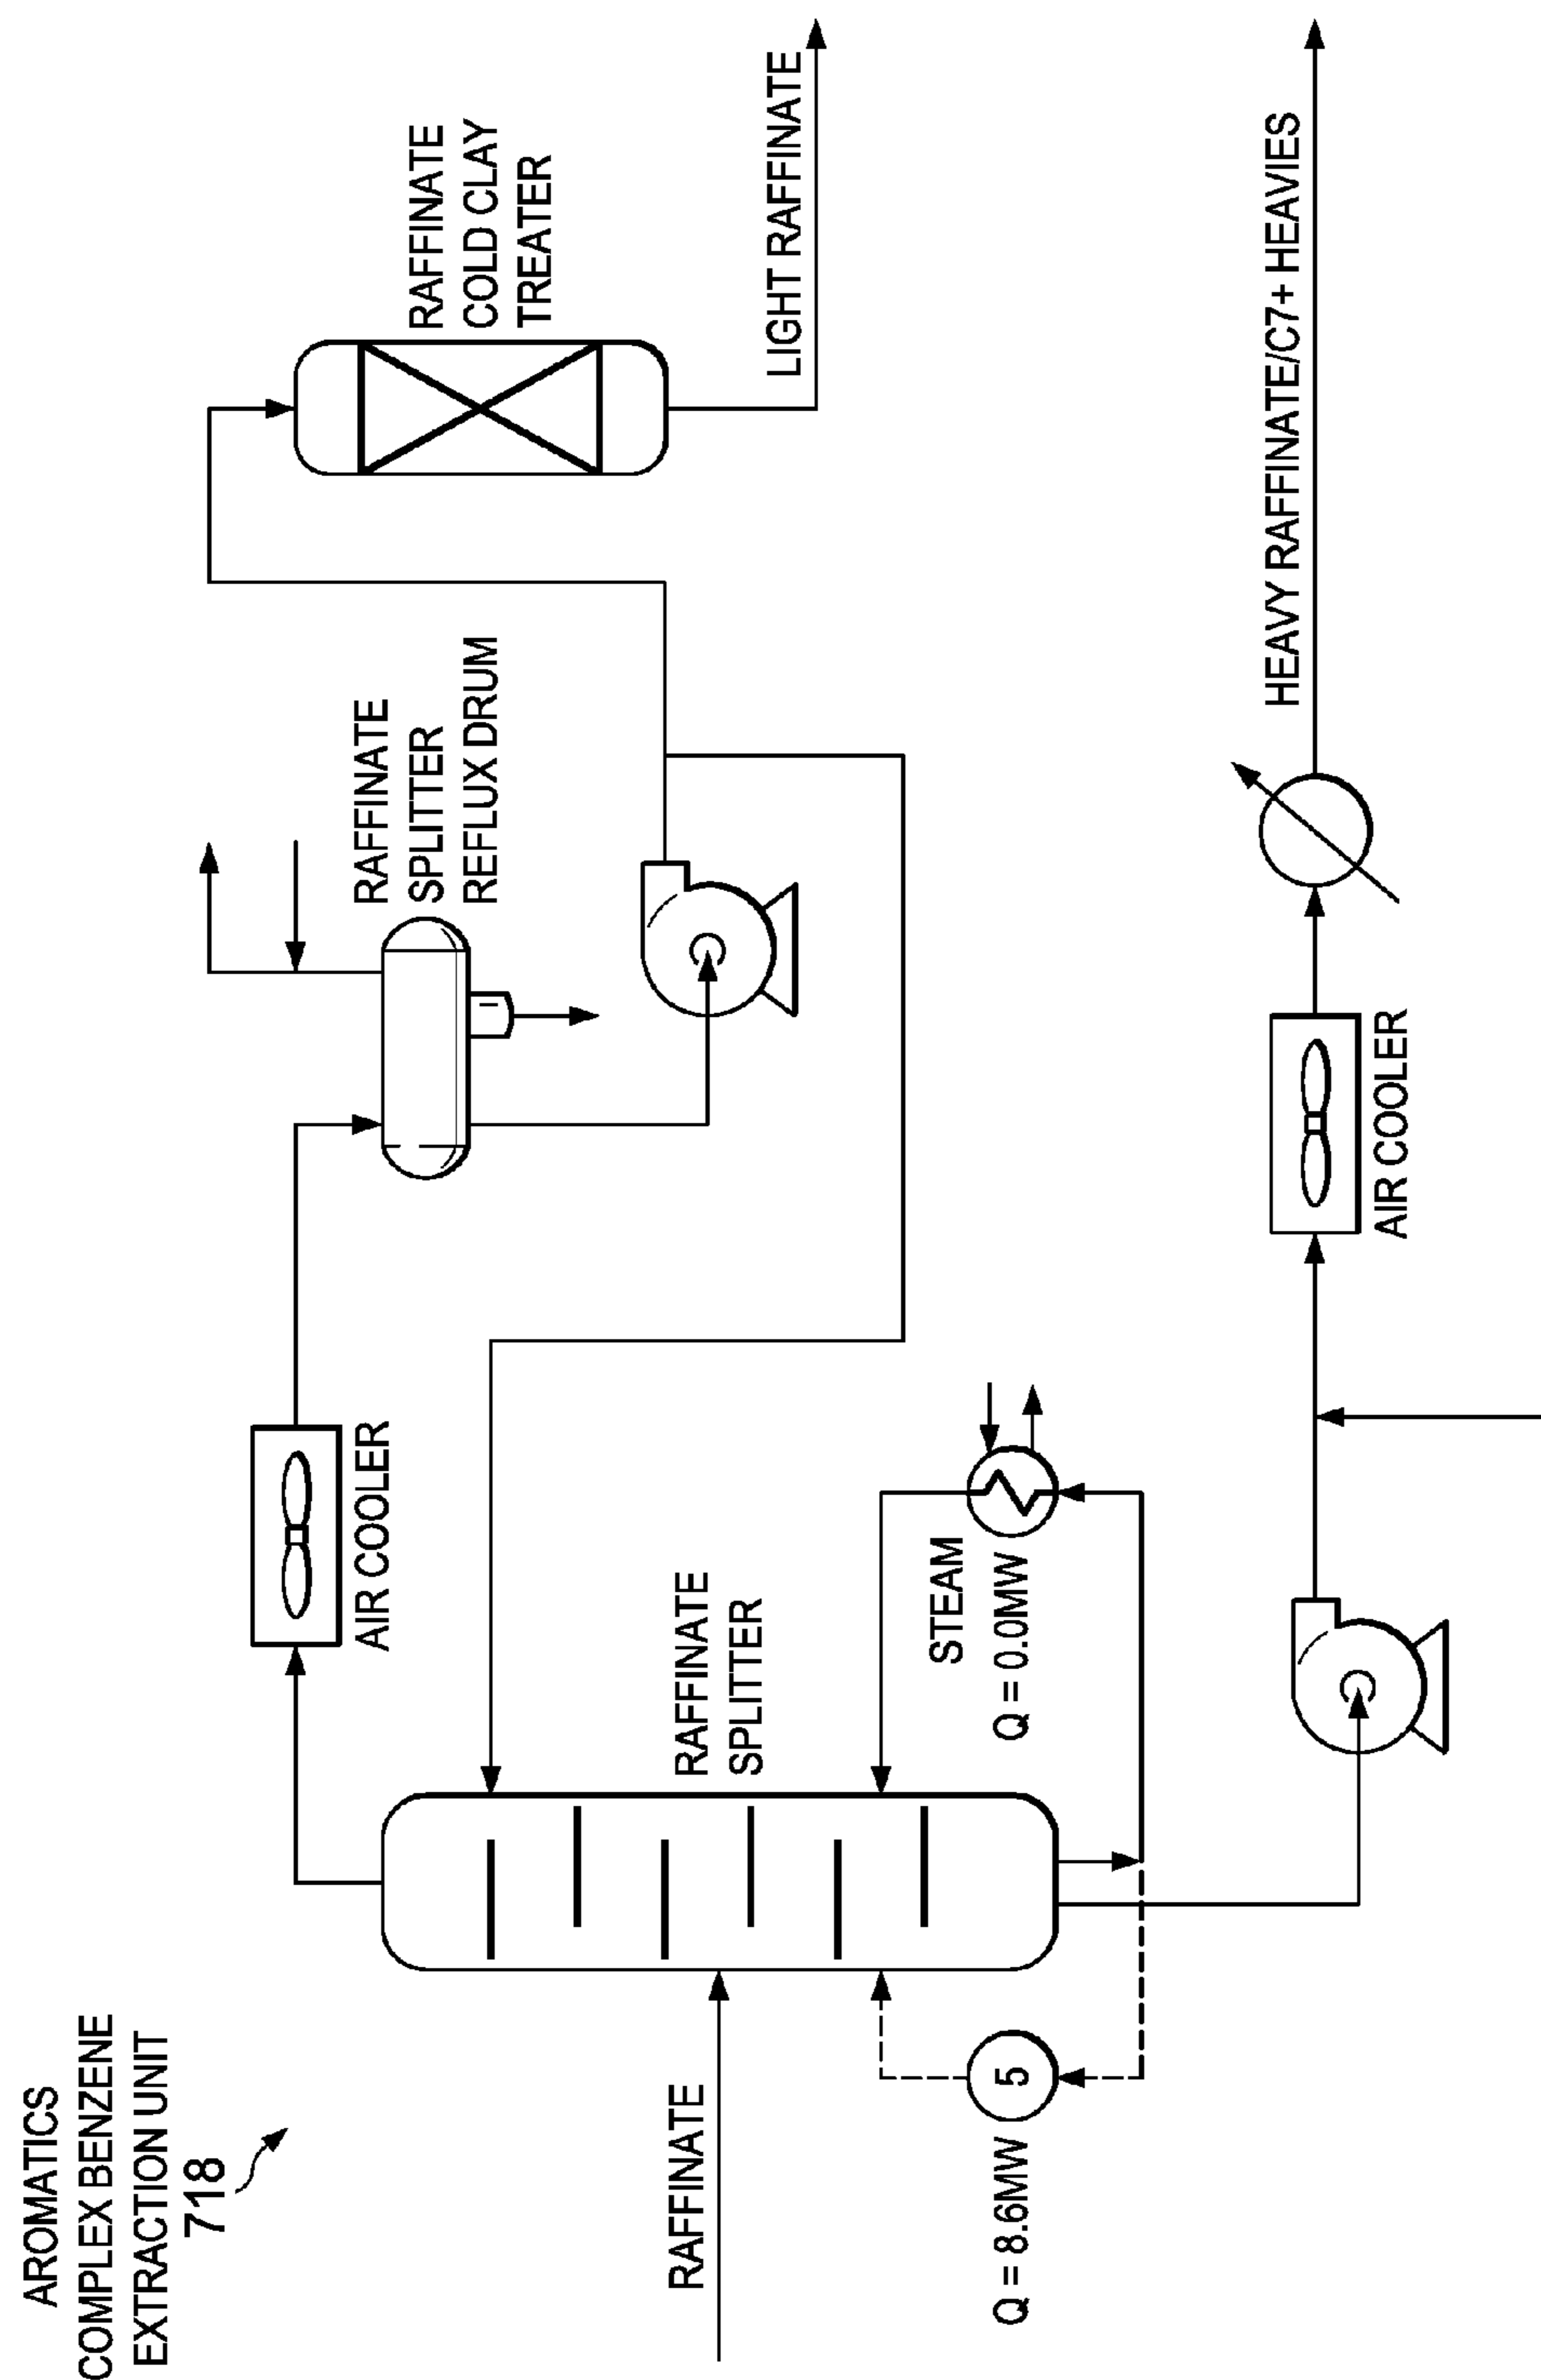 AROMATICS
COMPLEX BENZENE
EXTRACTION UNIT
718
AIR COOLER
RAFFINATE
SPLITTER
REFLUX DRUM
RAFFINATE
COLD CLAY
TREATER
RAFFINATE
RAFFINATE
SPLITTER
LIGHT RAFFINATE
STEAM
Q = 0.0MW
Q = 8.6MW
5
AIR COOLER
HEAVY RAFFINATE/C7+ HEAVIES